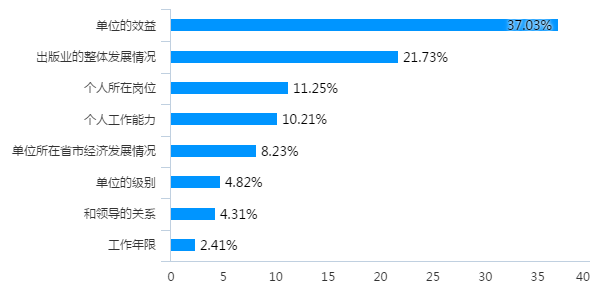 单位的效益 37.03%
出版业的整体发展情况 21.73%
个人所在岗位 11.25%
个人工作能力 10.21%
单位所在省市经济发展情况 8.23%
单位的级别 4.82%
和领导的关系 4.31%
工作年限 2.41%
0 5 10 15 20 25 30 35 40